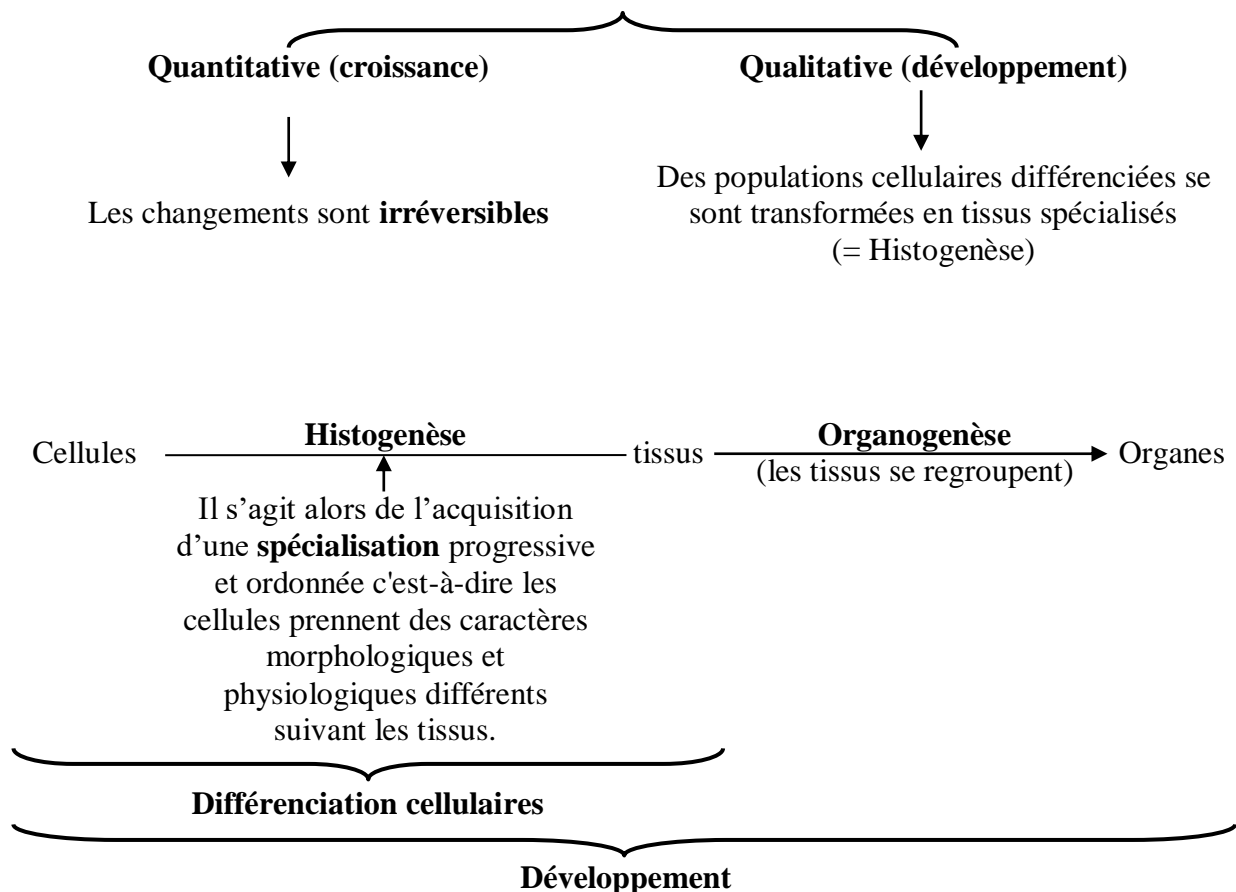 Quantitative (croissance)
Qualitative (développement)
Les changements sont irréversibles
Des populations cellulaires différenciées se
sont transformées en tissus spécialisés
(= Histogenèse)
Cellules
Histogenèse
tissus
Organogenèse
(les tissus se regroupent)
Organes
Il s’agit alors de l’acquisition
d’une spécialisation progressive
et ordonnée c'est-à-dire les
cellules prennent des caractères
morphologiques et
physiologiques différents
suivant les tissus.
Différenciation cellulaires
Développement